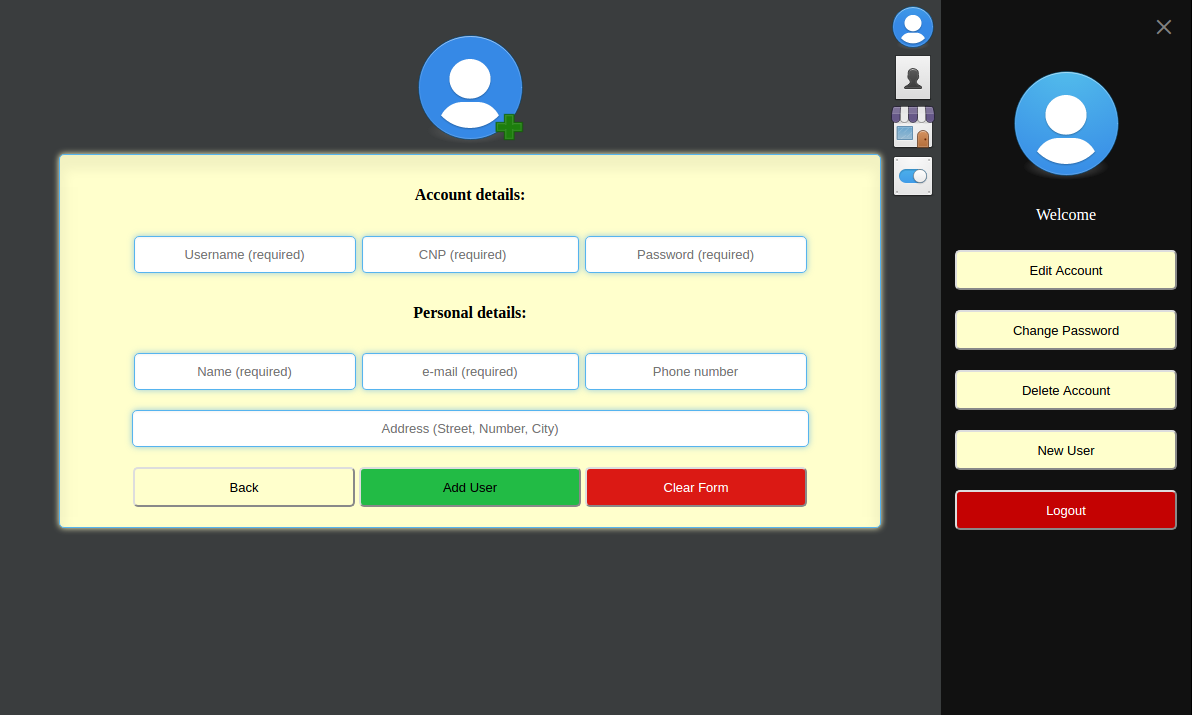 Account details:
Username (required)
CNP (required)
Password (required)
Personal details:
Name (required)
e-mail (required)
Phone number
Address (Street, Number, City)
Back
Add User
Clear Form
Welcome
Edit Account
Change Password
Delete Account
New User
Logout